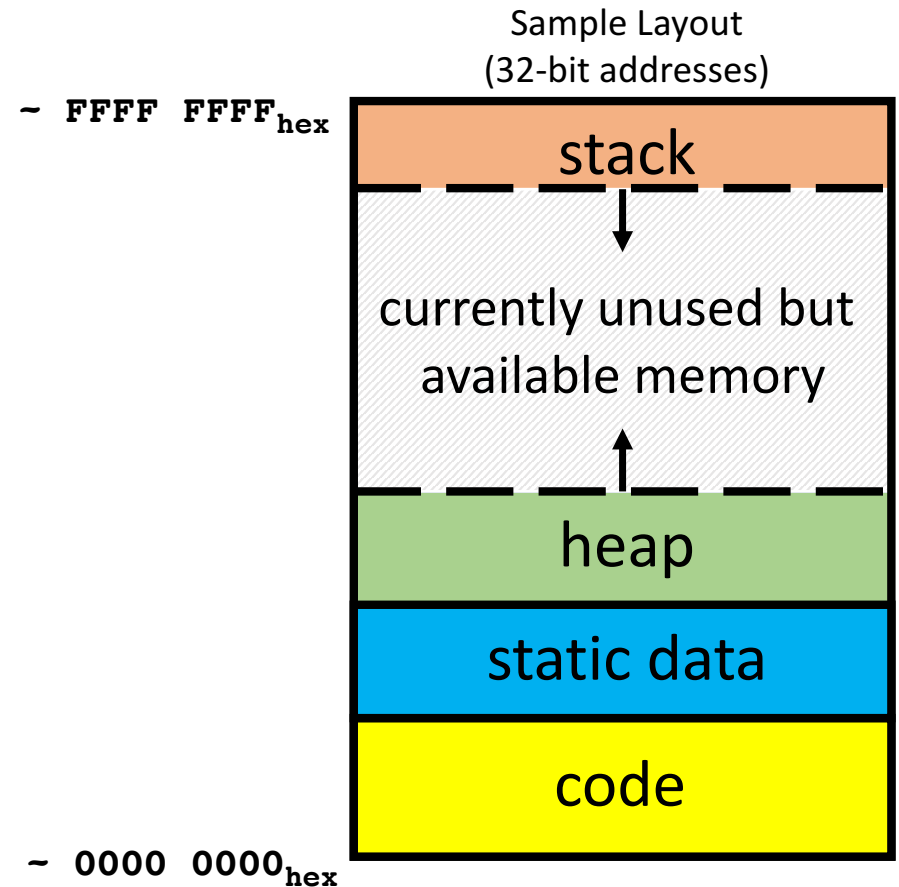 Sample Layout
(32-bit addresses)
~ FFFF FFFFhex
stack
currently unused but
available memory
heap
static data
code
~ 0000 0000hex